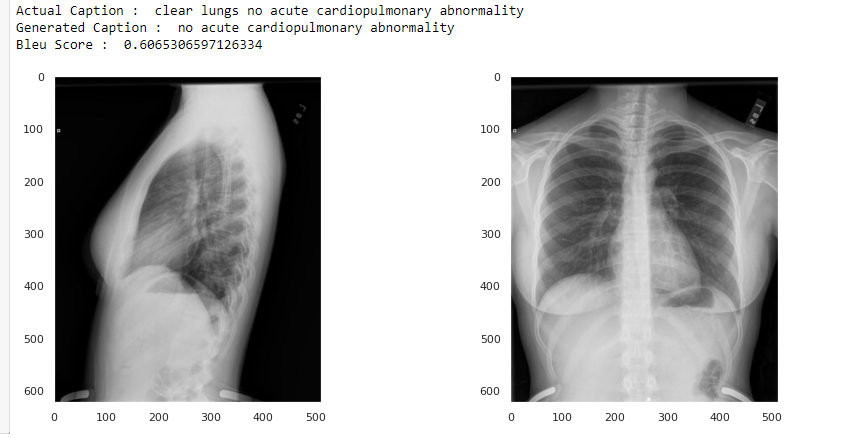 Actual Caption :  clear lungs no acute cardiopulmonary abnormality
Generated Caption :  no acute cardiopulmonary abnormality
Bleu Score :  0.6065306597126334
0
100
200
300
400
500
600
0 100 200 300 400 500
0
100
200
300
400
500
600
0 100 200 300 400 500